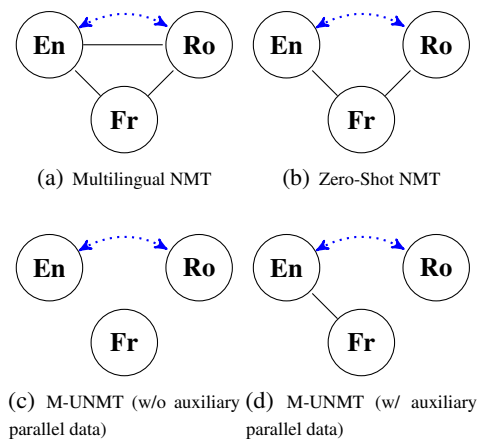 En Ro En Ro
Fr Fr
(a) Multilingual NMT (b) Zero-Shot NMT
En Ro En Ro
Fr Fr
(c) M-UNMT (w/o auxiliary parallel data)
(d) M-UNMT (w/ auxiliary parallel data)